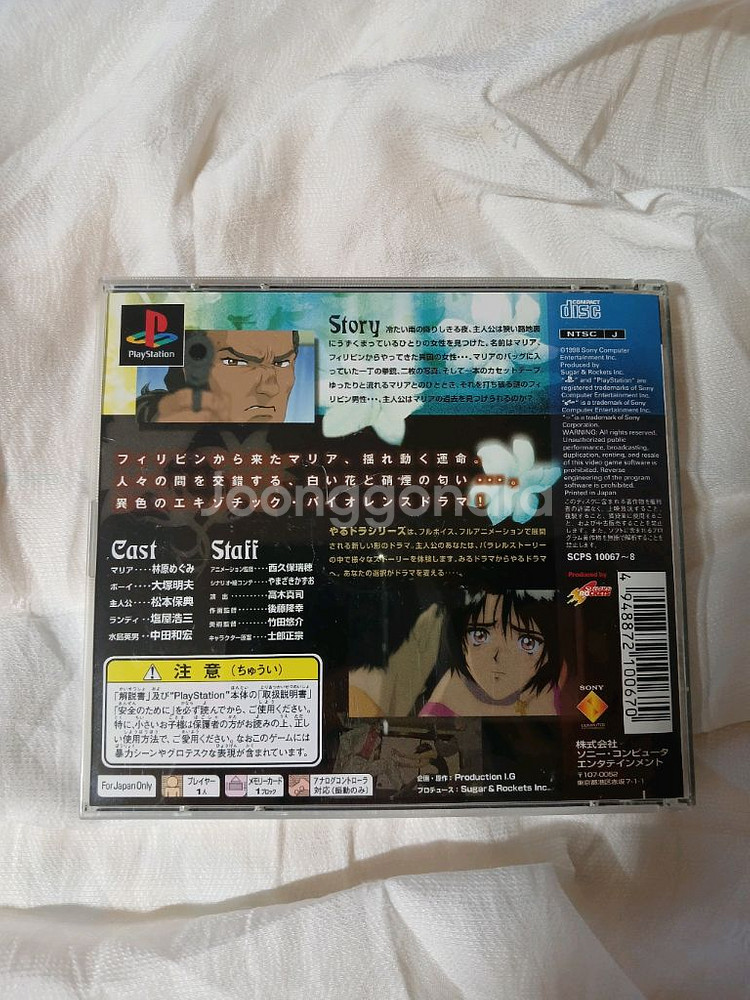 PlayStation
Story
冷たい雨の降りしきる夜、主人公は狭い路地裏
にうずくまっているひとりの女性を見つけた。名前はマリア、
フィリピンからやってきた異国の女性･･･。マリアのバッグに入
っていた一丁の拳銃、二枚の写真、そして一本のカセットテープ。
ゆったりと流れるマリアとのひととき、それを打ち破る謎のフィ
リピン男性･･･。主人公はマリアの過去を見つけられるのか?
フィリピンから来たマリア、揺れ動く運命。
人々の間を交錯する、白い花と硝煙の匂い･･･。
異色のエキゾチック・バイオレンスドラマ!
Joonggonara
やるドラシリーズは、フルボイス、フルアニメーションで展開
される新しい形のドラマ。主人公のあなたは、パラレルストーリー
の中で様々なストーリーを体験します。みるドラマからやるドラマ
へ。あなたの選択がドラマを変える････。
Cast
マリア････林原めぐみ
ボーイ････大塚明夫
主人公････松本保典
ランディ････塩屋浩三
水島英男････中田和宏
Staff
アニメーション監督････西久保瑞穂
シナリオ・絵コンテ････やまざきかずお
演出････高木真司
作画監督････後藤隆幸
美術監督････竹田悠介
キャラクター原案････士郎正宗
注意(ちゅうい)
「解説書」及び"PlayStation"本体の「取扱説明書」
「安全のために」を必ず読んでから、ご使用ください。
特に、小さいお子様は保護者の方がお読みの上、正し
い使用方法で、ご愛用ください。なおこのゲームには
暴力シーンやグロテスクな表現が含まれています。
For Japan Only
プレイヤー
1人
メモリーカード
1ブロック
アナログコントローラ
対応(振動のみ)
企画・原作:Production I.G
プロデュース:Sugar & Rockets Inc.
COMPACT
disc
NTSC J
©1998 Sony Computer
Entertainment Inc.
Produced by
Sugar & Rockets Inc.
" " and "PlayStation" are
registered trademarks of Sony
Computer Entertainment Inc.
" " is a trademark of Sony
Computer Entertainment Inc.
" " is a trademark of Sony
Corporation.
WARNING: All rights reserved.
Unauthorized public
performance, broadcasting,
duplication, renting, and resale
of this video game software is
prohibited. Reverse
engineering of the program
software is prohibited.
Printed in Japan
SCPS 10067~8
Produced by
4 948872 100670
SONY
株式会社
ソニー・コンピュータ
エンタテインメント
〒107-0052
東京都港区赤坂7-1-1